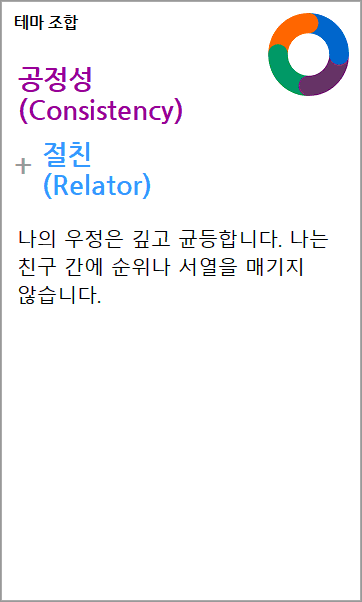 테마 조합
공정성
(Consistency)
+ 절친
(Relator)
나의 우정은 깊고 균등합니다. 나는
친구 간에 순위나 서열을 매기지
않습니다.